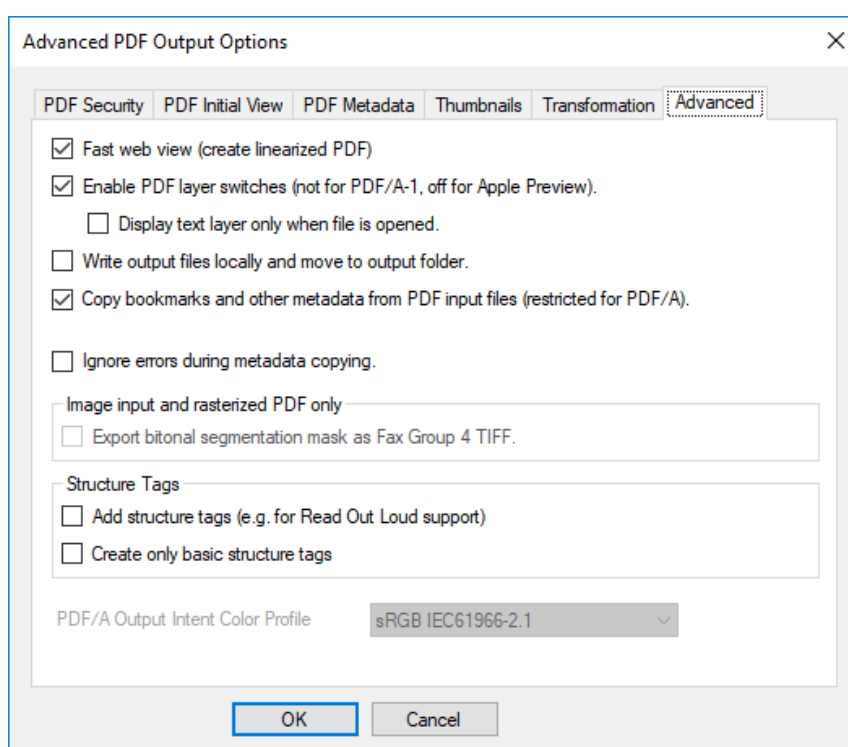 Advanced PDF Output Options
PDF Security PDF Initial View PDF Metadata Thumbnails Transformation Advanced
Fast web view (create linearized PDF)
Enable PDF layer switches (not for PDF/A-1, off for Apple Preview).
Display text layer only when file is opened.
Write output files locally and move to output folder.
Copy bookmarks and other metadata from PDF input files (restricted for PDF/A).
Ignore errors during metadata copying.
Image input and rasterized PDF only
Export bitonal segmentation mask as Fax Group 4 TIFF.
Structure Tags
Add structure tags (e.g. for Read Out Loud support)
Create only basic structure tags
PDF/A Output Intent Color Profile sRGB IEC61966-2.1
OK Cancel